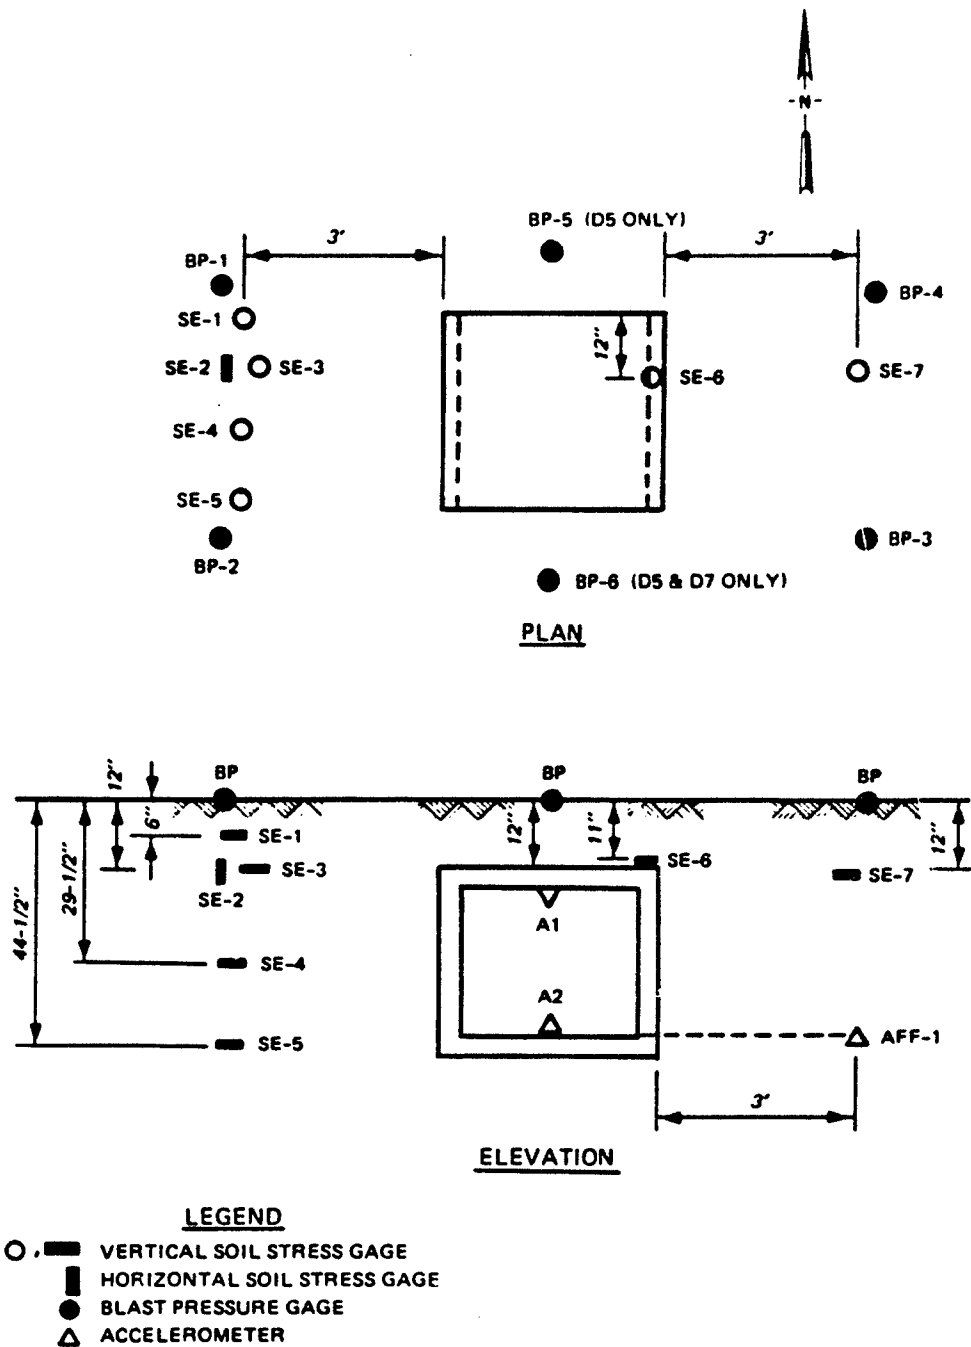 -N-
BP-5 (D5 ONLY)
3'
3'
BP-1
BP-4
SE-1
12"
SE-2
SE-3
SE-6
SE-7
SE-4
SE-5
BP-3
BP-2
BP-6 (D5 & D7 ONLY)
PLAN
12"
BP
BP
BP
6"
SE-1
12"
11"
12"
SE-3
SE-6
SE-7
SE-2
29-1/2"
44-1/2"
A1
SE-4
A2
SE-5
AFF-1
3'
ELEVATION
LEGEND
, VERTICAL SOIL STRESS GAGE
HORIZONTAL SOIL STRESS GAGE
BLAST PRESSURE GAGE
ACCELEROMETER